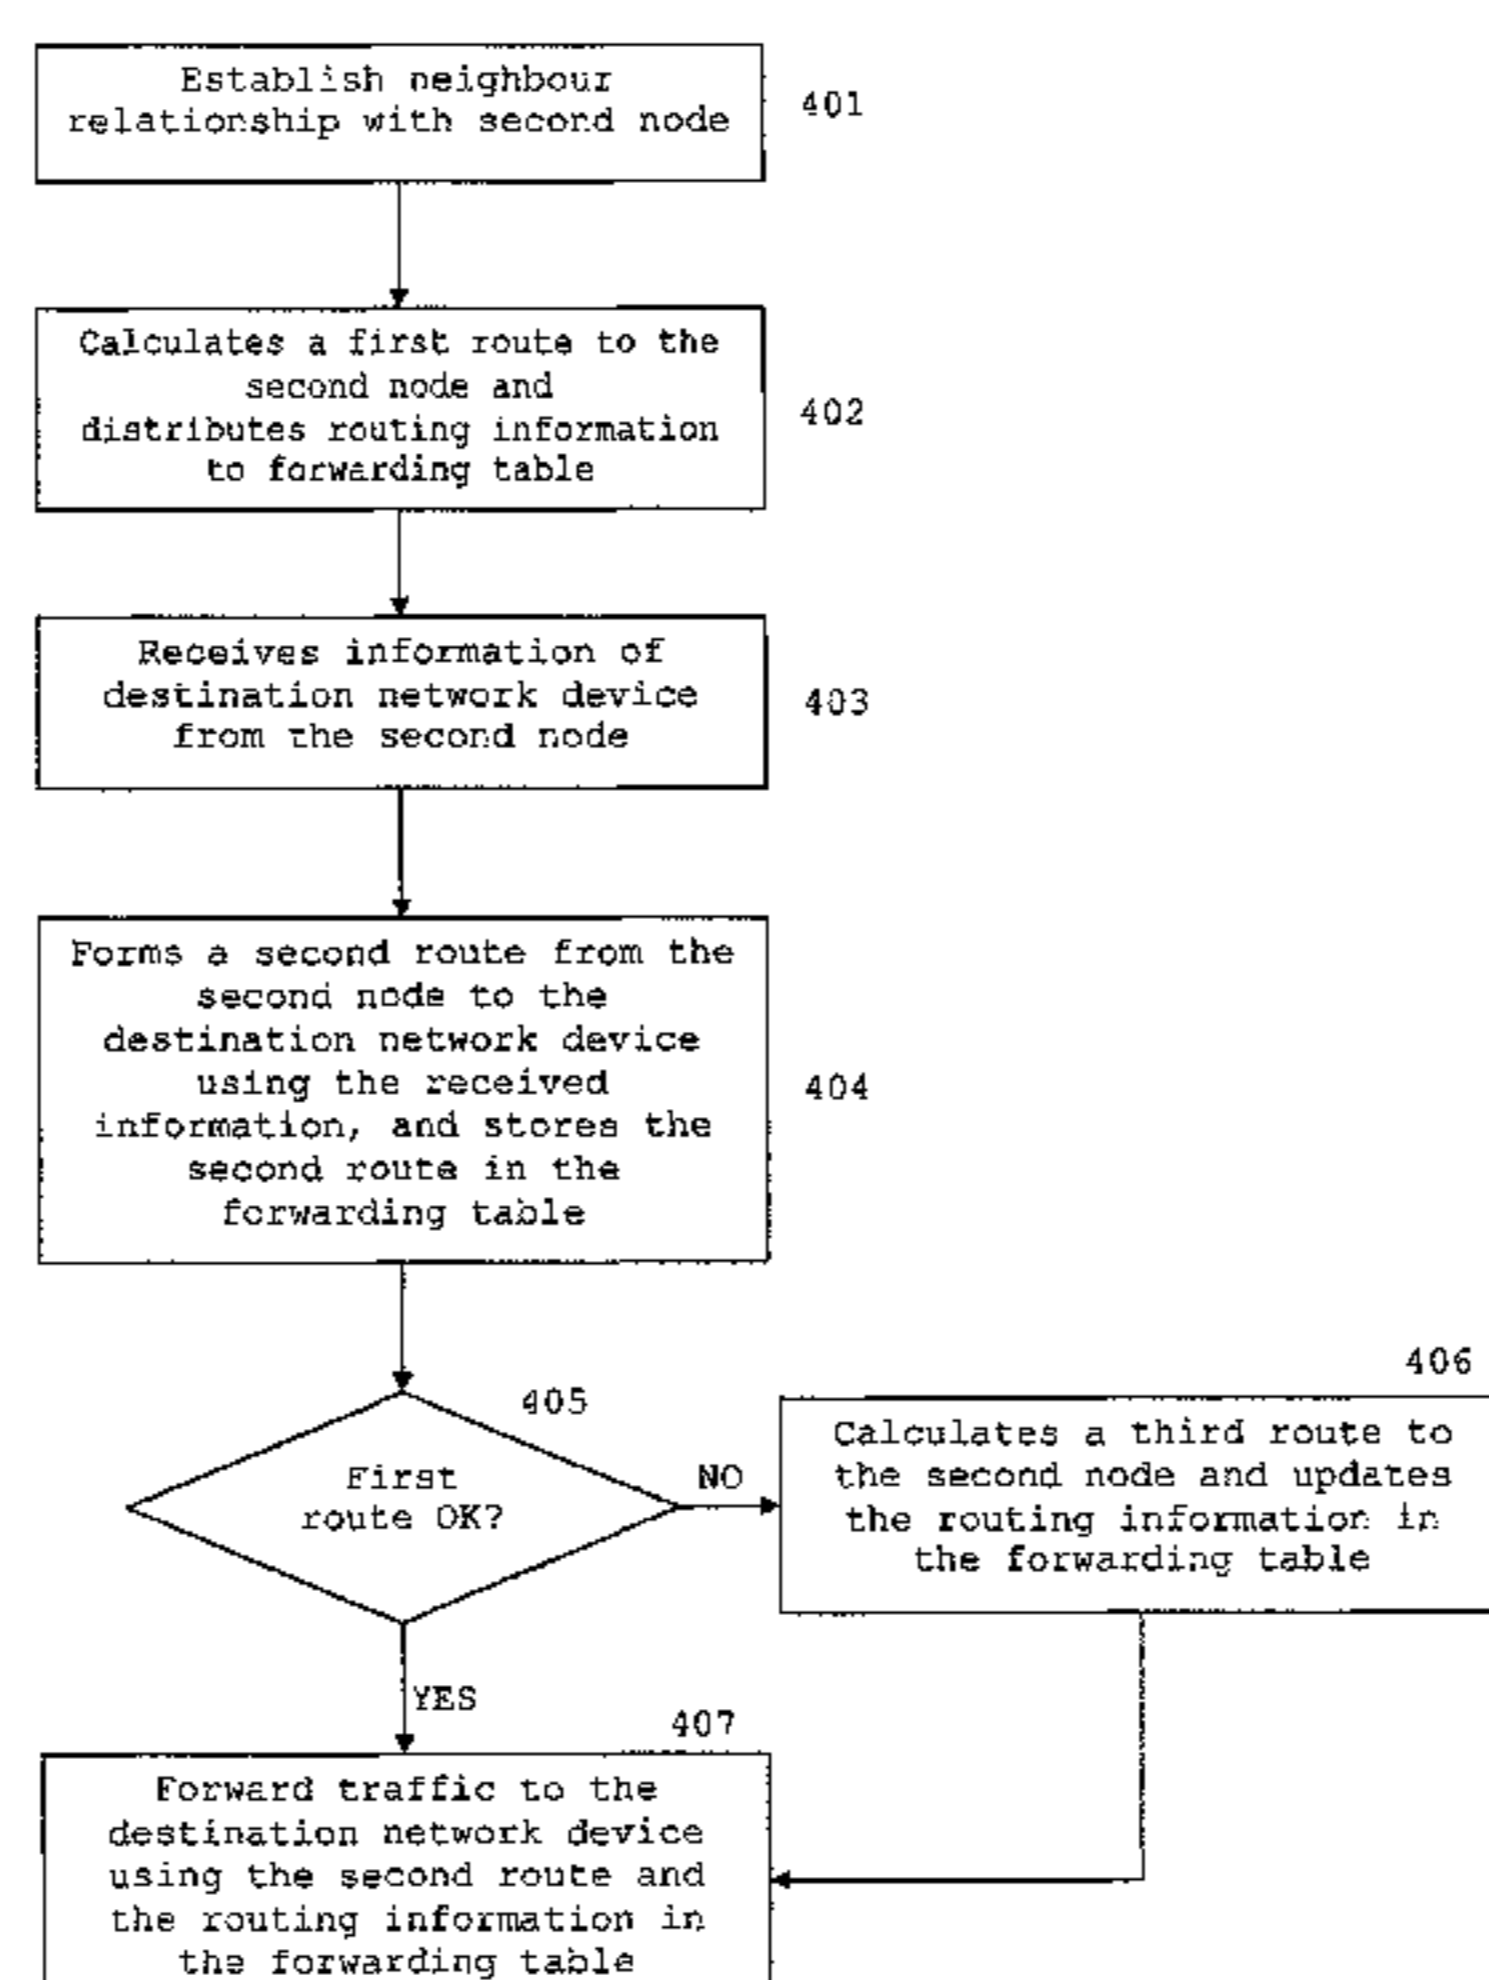 Establish neighbour
relationship with second node
401
Calculates a first route to the
second node and
distributes routing information
to forwarding table
402
Receives information of
destination network device
from the second node
403
Forms a second route from the
second node to the
destination network device
using the received
information, and stores the
second route in the
forwarding table
404
405
First
route OK?
NO
406
Calculates a third route to
the second node and updates
the routing information in
the forwarding table
YES
407
Forward traffic to the
destination network device
using the second route and
the routing information in
the forwarding table